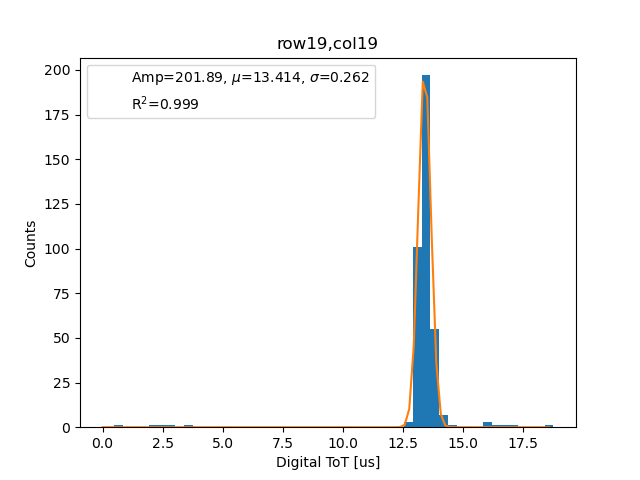 row19,col19
Amp=201.89, μ=13.414, σ=0.262
R²=0.999
200
175
150
125
100
75
50
25
0
Counts
0.0 2.5 5.0 7.5 10.0 12.5 15.0 17.5
Digital ToT [us]